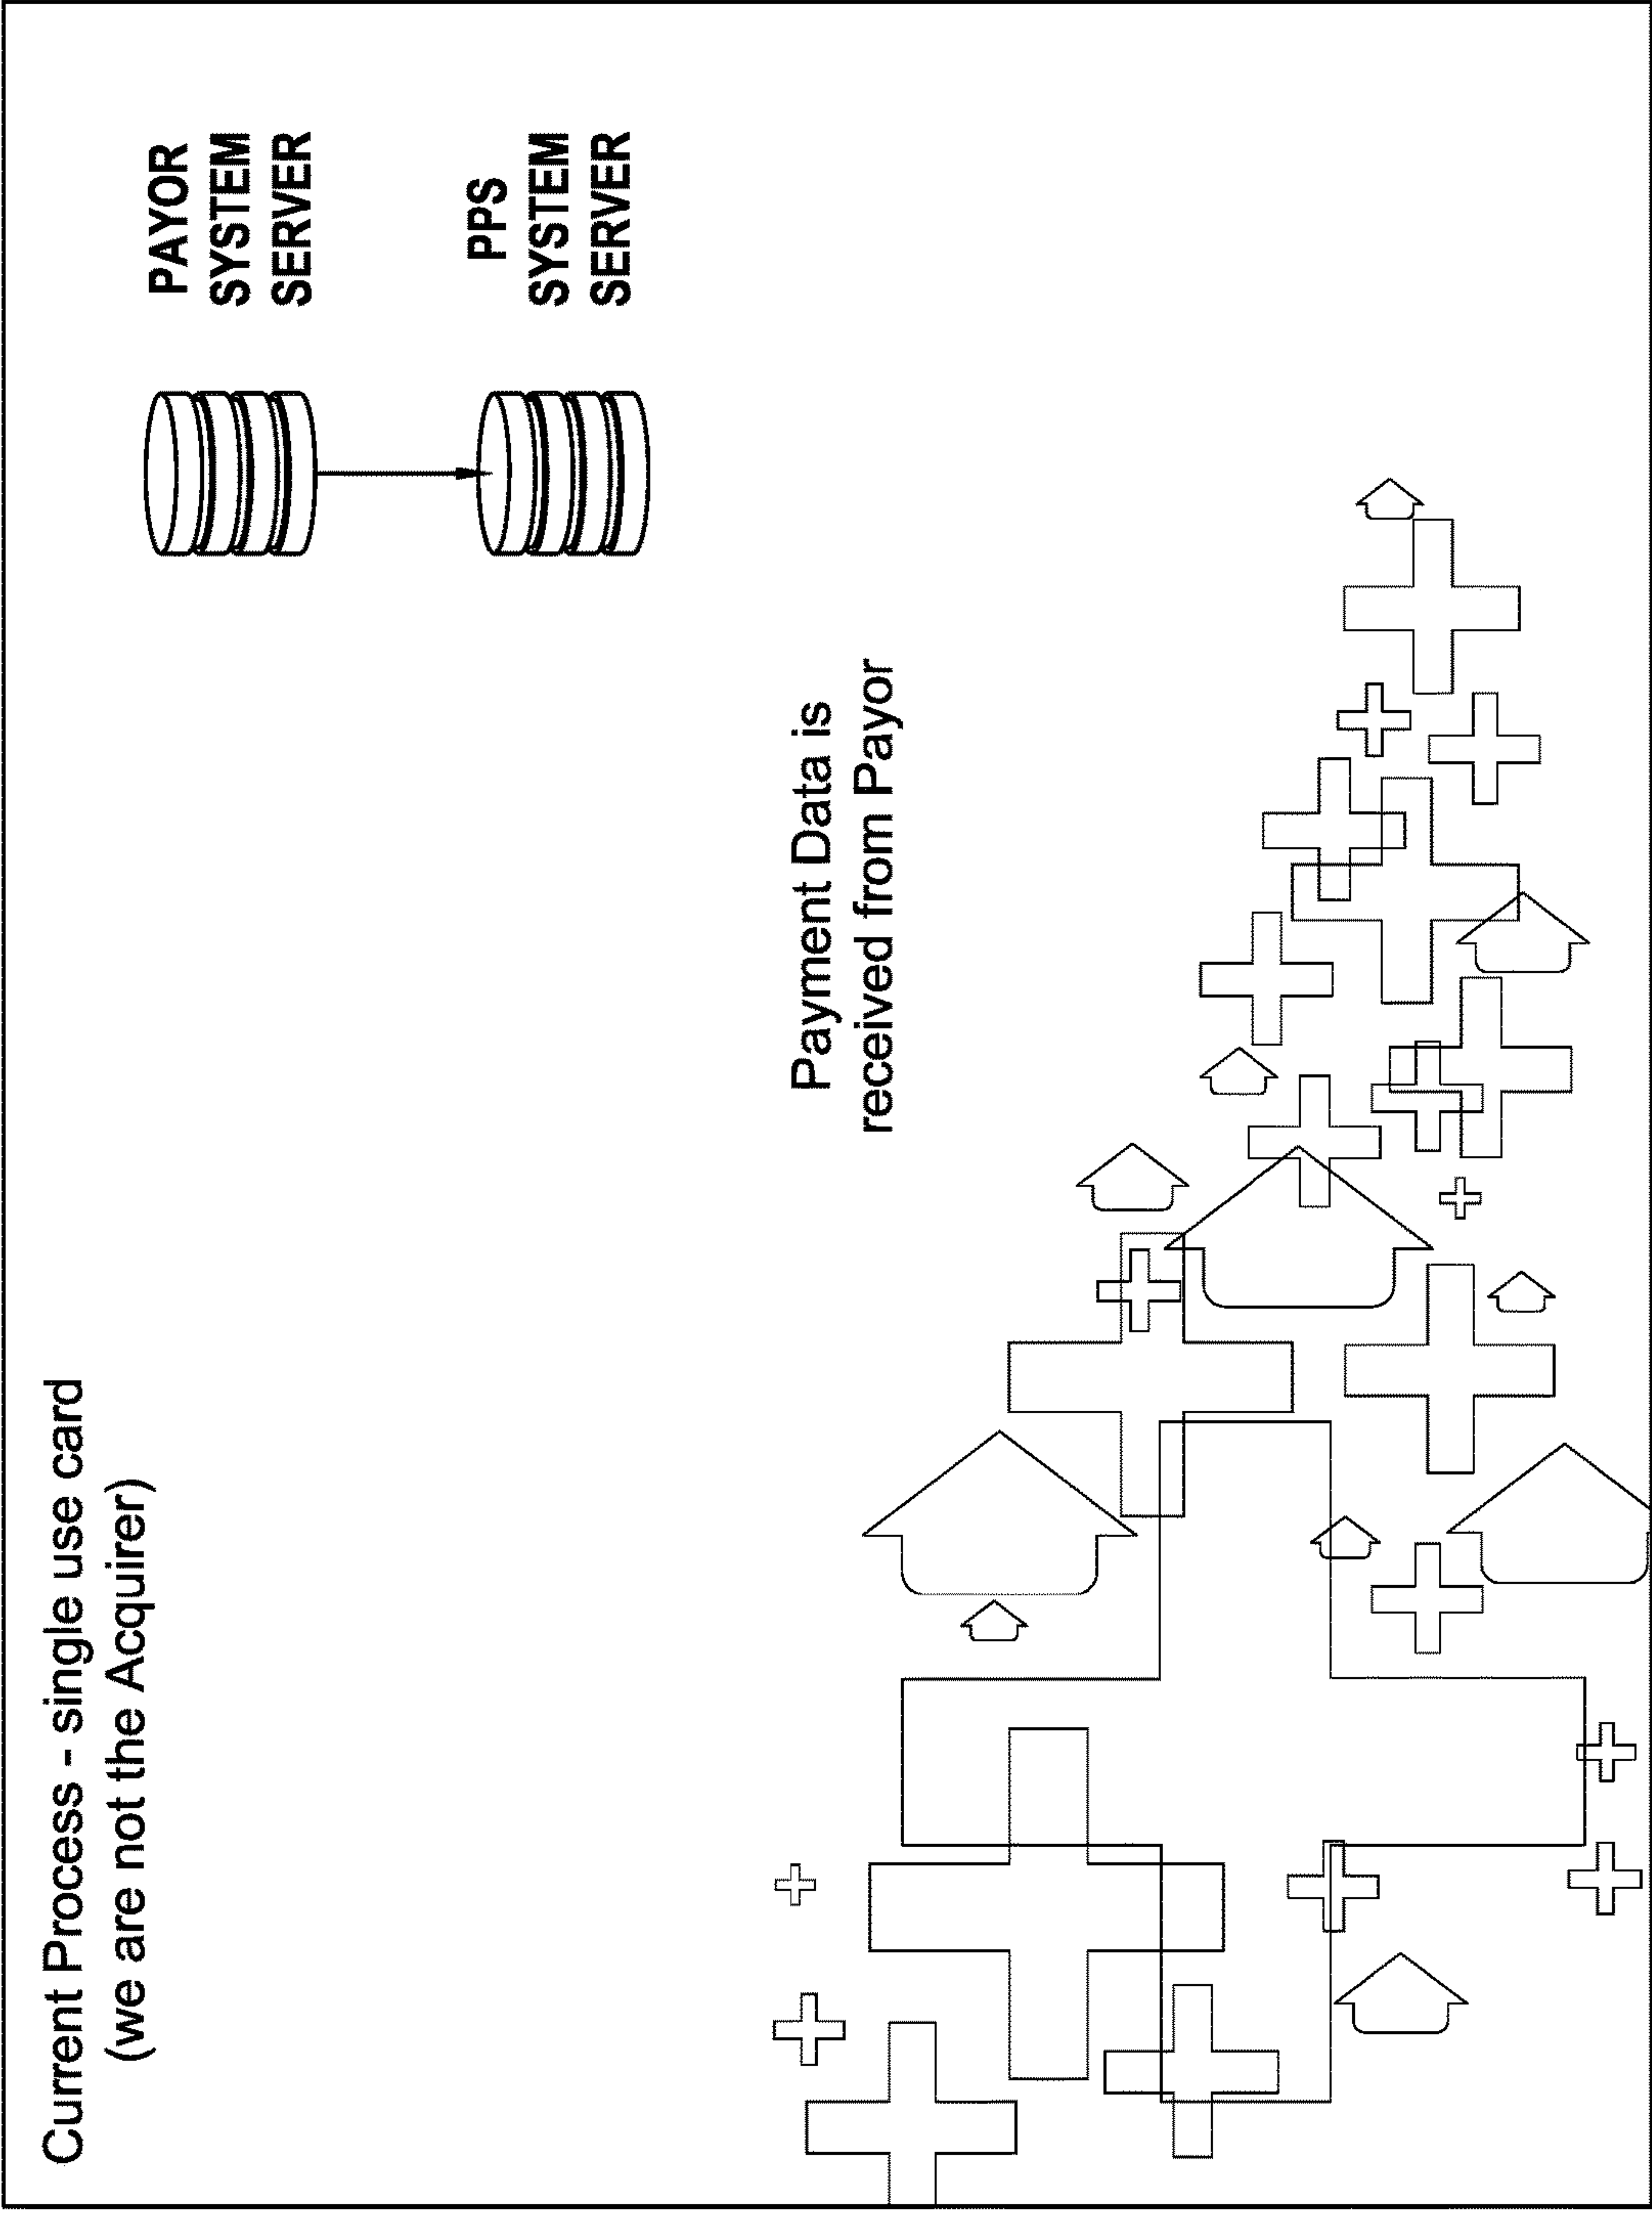 Current Process - single use card
(we are not the Acquirer)
PAYOR
SYSTEM
SERVER
PPS
SYSTEM
SERVER
Payment Data is
received from Payor